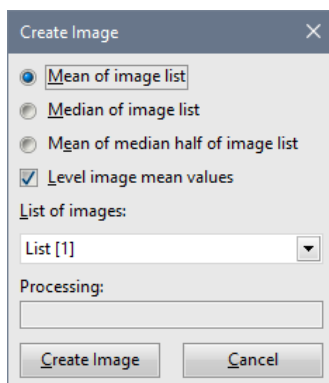 Create Image
Mean of image list
Median of image list
Mean of median half of image list
Level image mean values
List of images:
List [1]
Processing:
Create Image Cancel